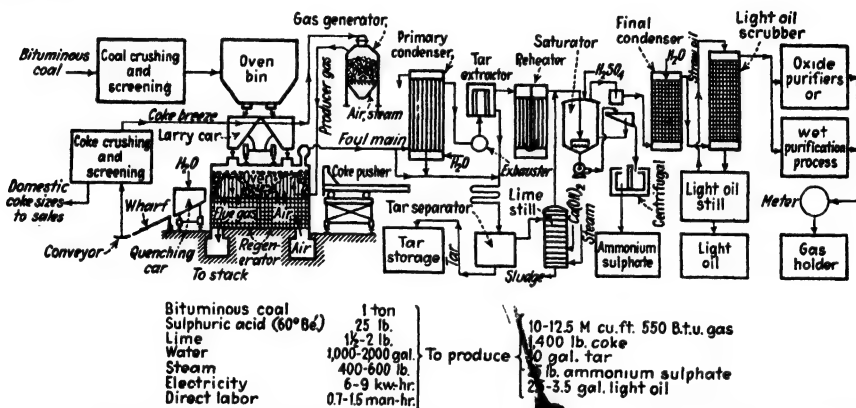 Bituminous coal
Coal crushing and screening
Oven bin
Gas generator
Producer gas
Air, steam
Coke breeze
Larry car
Foul main
Coke crushing and screening
H₂O
Domestic coke sizes to sales
Wharf
Conveyor
Quenching car
Flue gas
Air
Regenerator
Air
To stack
Coke pusher
Primary condenser
H₂O
Tar extractor
Exhauster
Reheater
Saturator
H₂SO₄
Tar separator
Tar storage
Tar
Sludge
Lime still
Ca(OH)₂
Steam
Centrifugal
Ammonium sulphate
Final condenser
H₂O
Straw oil
Light oil scrubber
Light oil still
Light oil
Oxide purifiers or
wet purification process
Meter
Gas holder
Bituminous coal 1 ton
Sulphuric acid (60° Bé.) 25 lb.
Lime 1½-2 lb.
Water 1,000-2000 gal.
Steam 400-600 lb.
Electricity 6-9 kw-hr.
Direct labor 0.7-1.5 man-hr.
To produce
10-12.5 M cu.ft. 550 B.t.u. gas
1,400 lb. coke
gal. tar
lb. ammonium sulphate
-3.5 gal. light oil